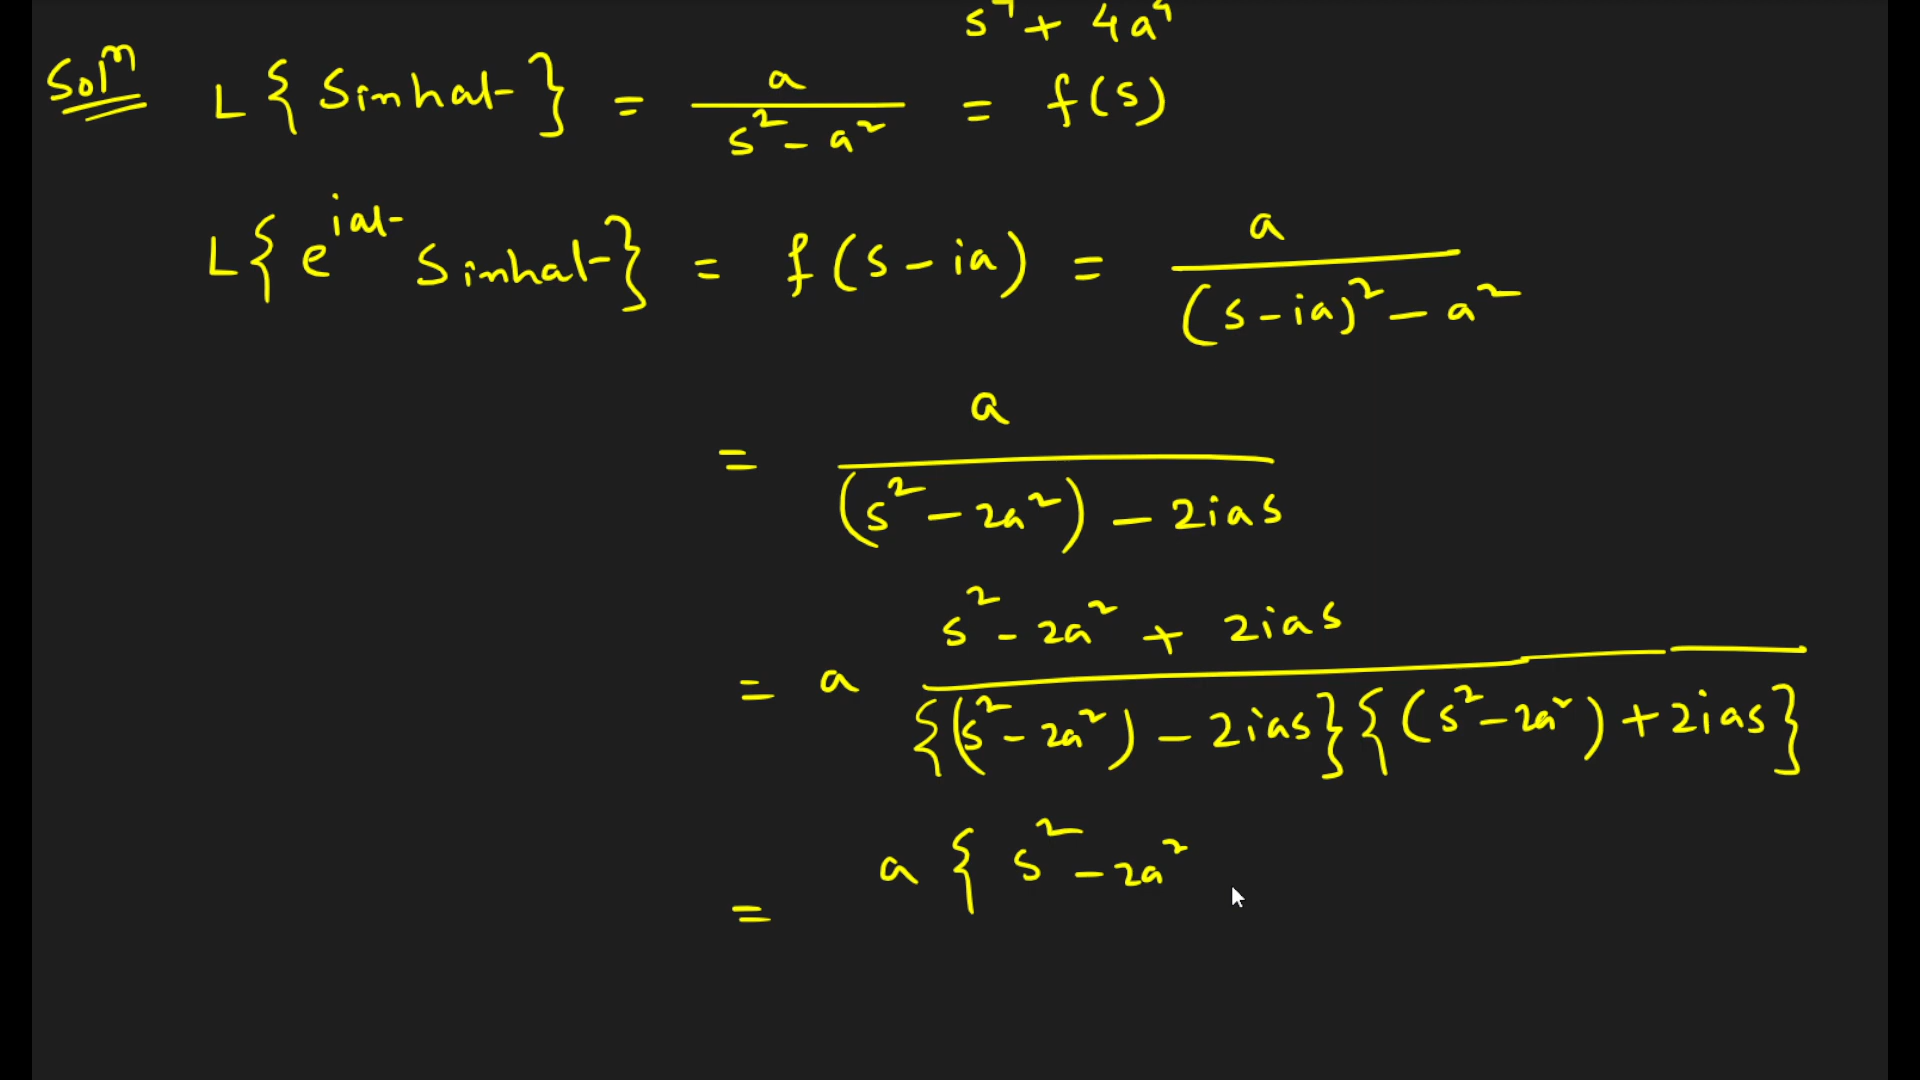 s⁴ + 4a⁴
Solⁿ L{ Sinhat } = a / (s² - a²) = f(s)
L{ e^{iat} Sinhat } = f(s - ia) = a / ((s - ia)² - a²)
= a / ((s² - 2a²) - 2ias)
= a (s² - 2a² + 2ias) / {(s² - 2a²) - 2ias}{(s² - 2a²) + 2ias}
= a { s² - 2a²